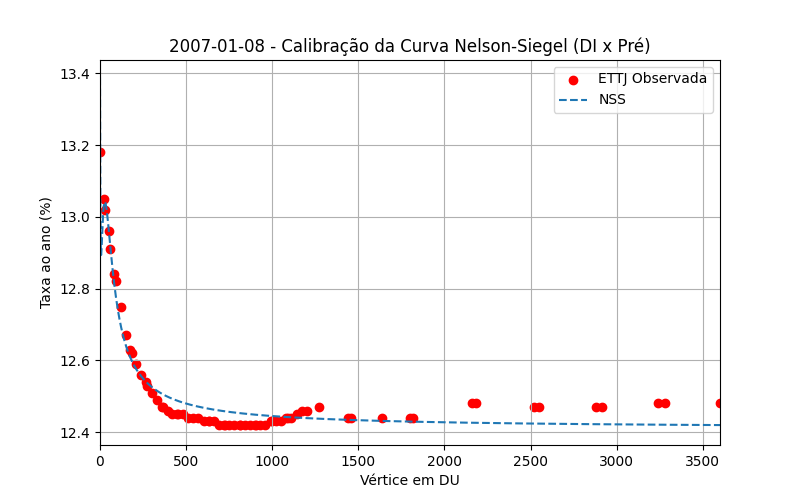 2007-01-08 - Calibração da Curva Nelson-Siegel (DI x Pré)
ETTJ Observada
NSS
Taxa ao ano (%)
13.4
13.2
13.0
12.8
12.6
12.4
0 500 1000 1500 2000 2500 3000 3500
Vértice em DU